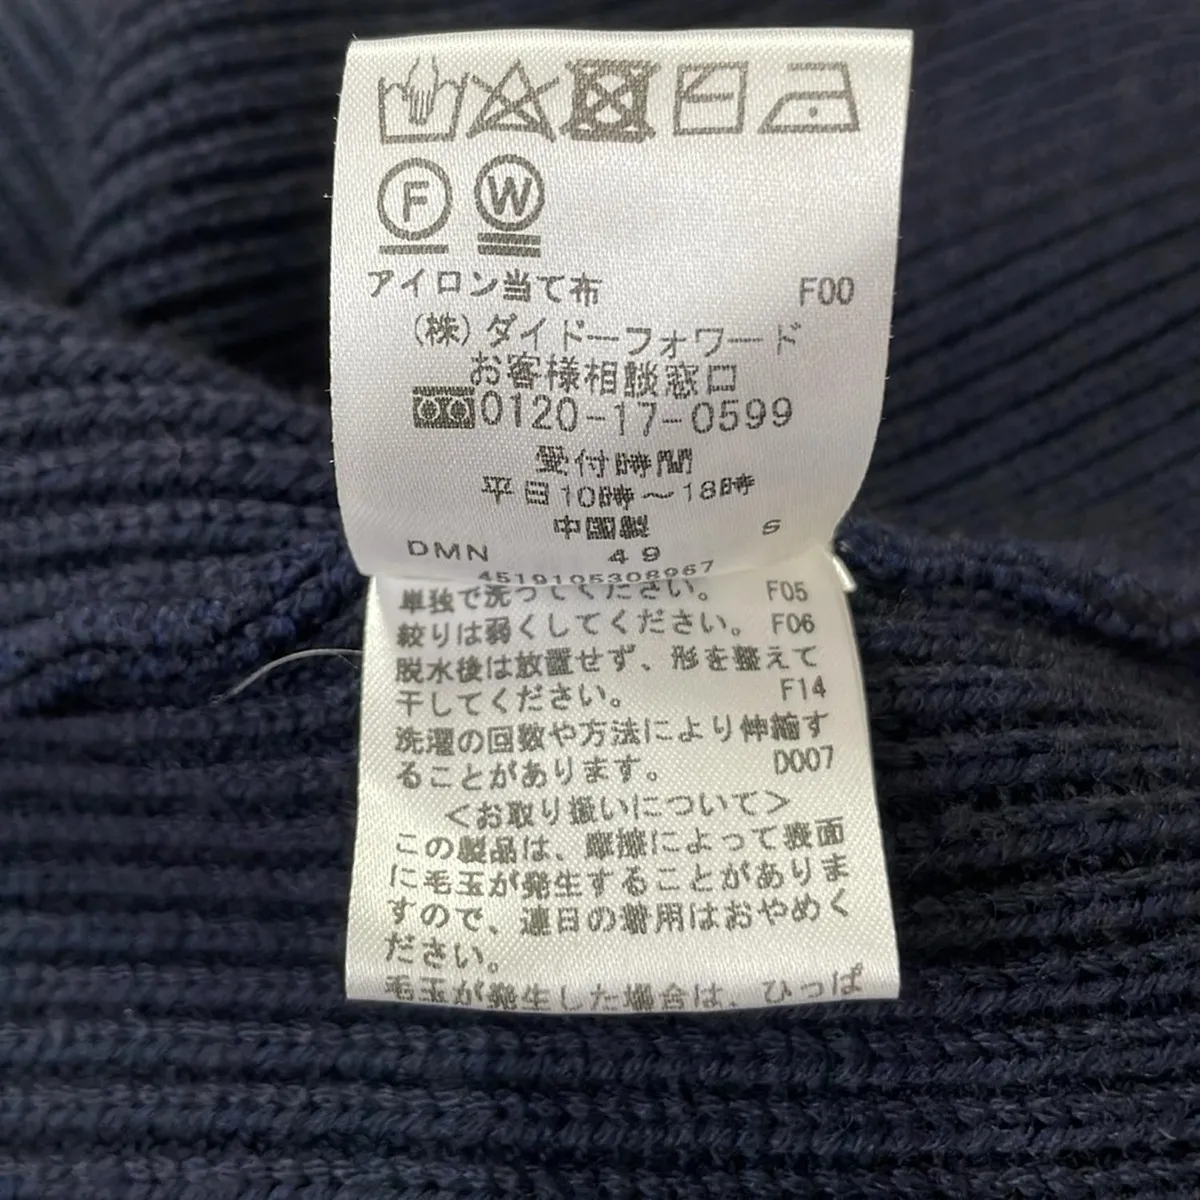 F W
アイロン当て布 F00
(株)ダイドーフォワード
お客様相談窓口
0120-17-0599
受付時間
平日10時〜18時
中国製 S
DMN 49
4519105308967
単独で洗ってください。 F05
絞りは弱くしてください。 F06
脱水後は放置せず、形を整えて
干してください。 F14
洗濯の回数や方法により伸縮す
ることがあります。 D007
<お取り扱いについて>
この製品は、摩擦によって表面
に毛玉が発生することがありま
すので、連日の着用はおやめく
ださい。
毛玉が発生した場合は、ひっぱ